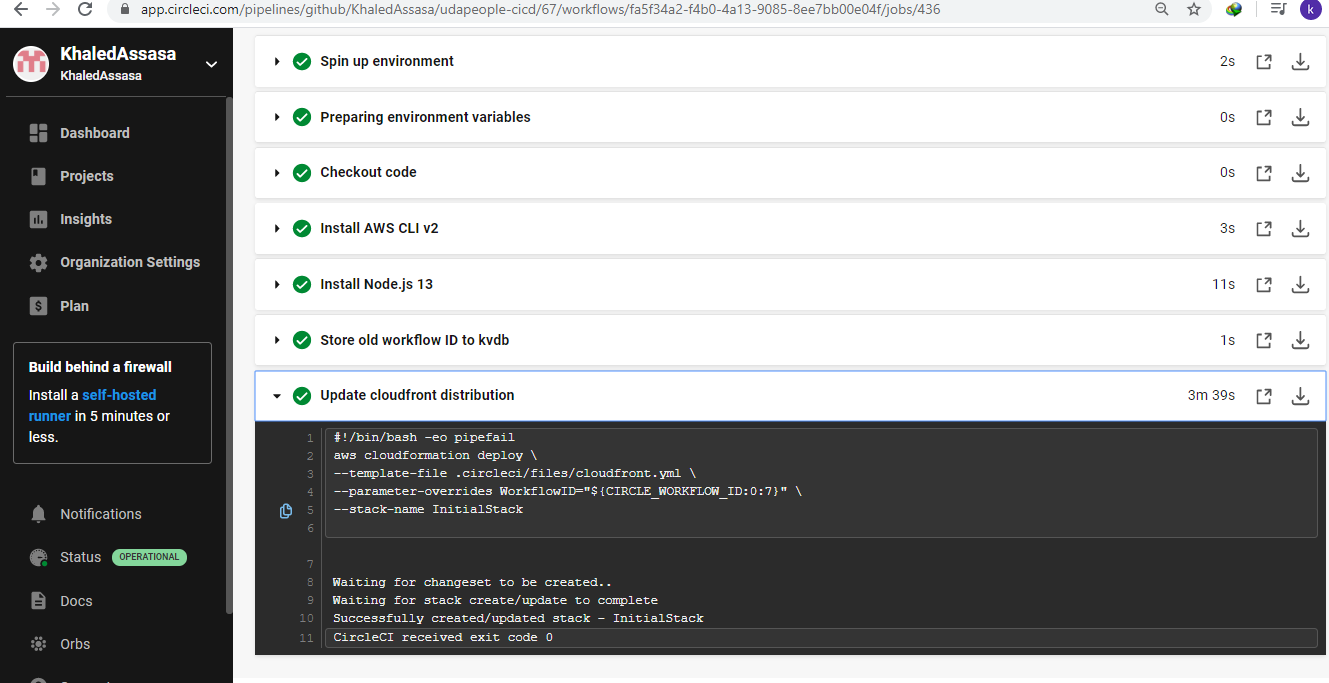 app.circleci.com/pipelines/github/KhaledAssasa/udapeople-cicd/67/workflows/fa5f34a2-f4b0-4a13-9085-8ee7bb00e04f/jobs/436
k
KhaledAssasa
KhaledAssasa
Dashboard
Projects
Insights
Organization Settings
Plan
Build behind a firewall
Install a self-hosted
runner in 5 minutes or
less.
Notifications
Status OPERATIONAL
Docs
Orbs
Spin up environment 2s
Preparing environment variables 0s
Checkout code 0s
Install AWS CLI v2 3s
Install Node.js 13 11s
Store old workflow ID to kvdb 1s
Update cloudfront distribution 3m 39s
1 #!/bin/bash -eo pipefail
2 aws cloudformation deploy \
3 --template-file .circleci/files/cloudfront.yml \
4 --parameter-overrides WorkflowID="${CIRCLE_WORKFLOW_ID:0:7}" \
5 --stack-name InitialStack
6
7
8 Waiting for changeset to be created..
9 Waiting for stack create/update to complete
10 Successfully created/updated stack - InitialStack
11 CircleCI received exit code 0